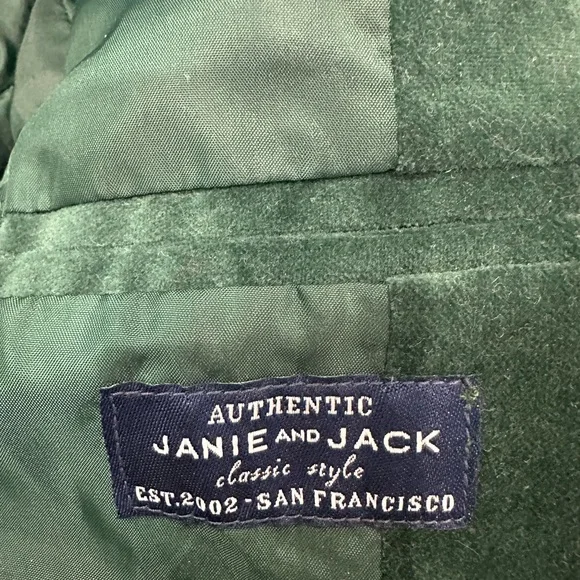 AUTHENTIC
JANIE AND JACK
classic style
EST.2002-SAN FRANCISCO